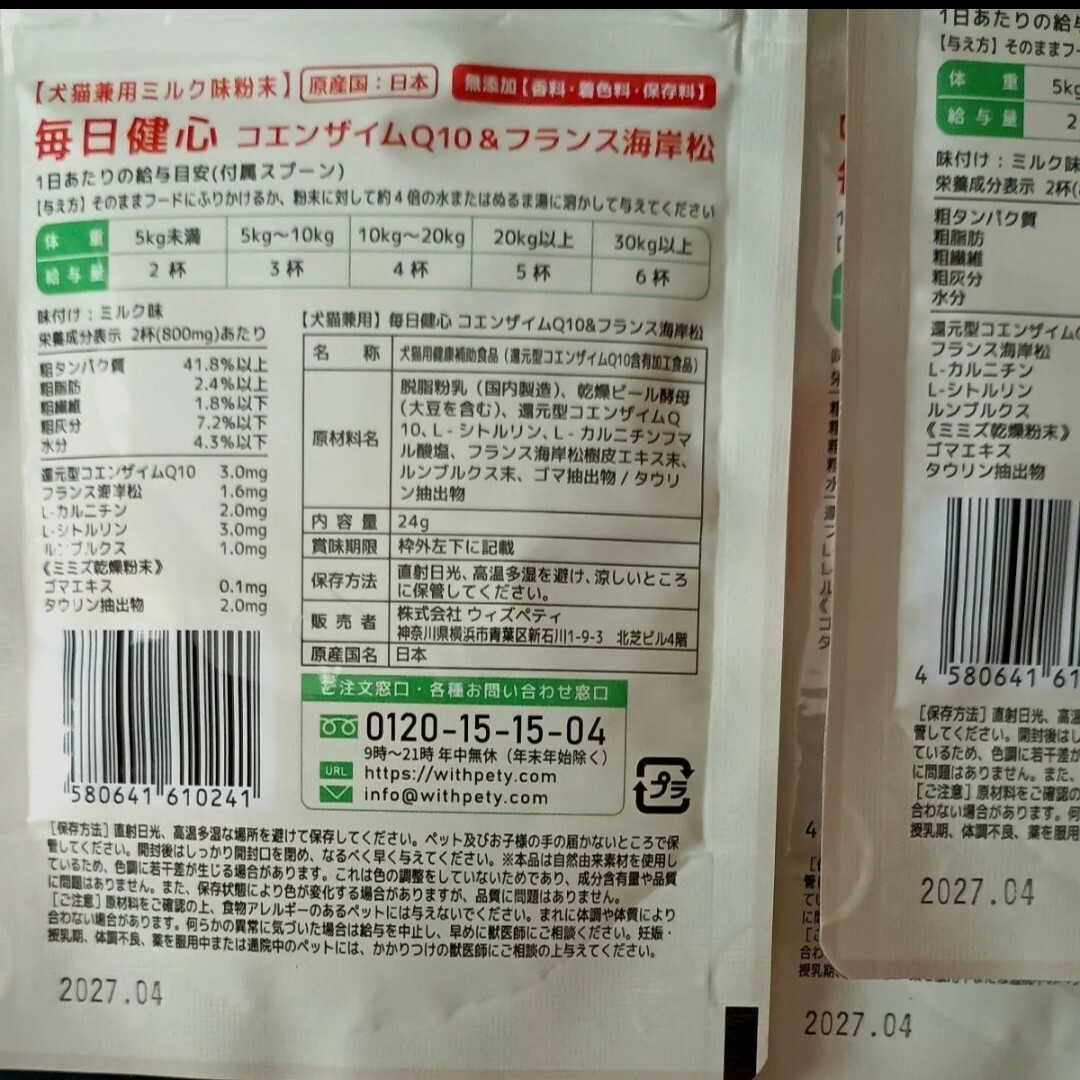 【犬猫兼用ミルク味粉末】 原産国：日本 無添加【香料・着色料・保存料】
毎日健心 コエンザイムQ10＆フランス海岸松
1日あたりの給与目安(付属スプーン)
【与え方】そのままフードにふりかけるか、粉末に対して約4倍の水またはぬるま湯に溶かして与えてください
体重 5kg未満 5kg〜10kg 10kg〜20kg 20kg以上 30kg以上
給与量 2杯 3杯 4杯 5杯 6杯
味付け：ミルク味
栄養成分表示 2杯(800mg)あたり
粗タンパク質 41.8%以上
粗脂肪 2.4%以上
粗繊維 1.8%以下
粗灰分 7.2%以下
水分 4.3%以下
還元型コエンザイムQ10 3.0mg
フランス海岸松 1.6mg
L-カルニチン 2.0mg
L-シトルリン 3.0mg
ルンブルクス 1.0mg
《ミミズ乾燥粉末》
ゴマエキス 0.1mg
タウリン抽出物 2.0mg
580641 610241
【犬猫兼用】毎日健心 コエンザイムQ10&フランス海岸松
名称 犬猫用健康補助食品（還元型コエンザイムQ10含有加工食品）
原材料名 脱脂粉乳（国内製造）、乾燥ビール酵母
（大豆を含む）、還元型コエンザイムQ
10、L-シトルリン、L-カルニチンフマ
ル酸塩、フランス海岸松樹皮エキス末、
ルンブルクス末、ゴマ抽出物／タウリ
ン抽出物
内容量 24g
賞味期限 枠外左下に記載
保存方法 直射日光、高温多湿を避け、涼しいところ
に保管してください。
販売者 株式会社 ウィズペティ
神奈川県横浜市青葉区新石川1-9-3 北芝ビル4階
原産国名 日本
ご注文窓口・各種お問い合わせ窓口
0120-15-15-04
9時〜21時 年中無休（年末年始除く）
URL https://withpety.com
info@withpety.com
プラ
［保存方法］直射日光、高温多湿な場所を避けて保存してください。ペット及びお子様の手の届かないところで保
管してください。開封後はしっかり開封口を閉め、なるべく早く与えてください。※本品は自然由来素材を使用し
ているため、色調に若干差が生じる場合があります。これは色の調整をしていないためであり、成分含有量や品質
に問題はありません。また、保存状態により色が変化する場合がありますが、品質に問題はありません。
［ご注意］原材料をご確認の上、食物アレルギーのあるペットには与えないでください。まれに体調や体質により
合わない場合があります。何らかの異常に気づいた場合は給与を中止し、早めに獣医師にご相談ください。妊娠・
授乳期、体調不良、薬を服用中または通院中のペットには、かかりつけの獣医師にご相談の上与えてください。
2027.04
1日あたりの給与
【与え方】そのままフー
体重 5kg
給与量 2
味付け：ミルク味
栄養成分表示 2杯(
粗タンパク質
粗脂肪
粗繊維
粗灰分
水分
還元型コエンザイムQ
フランス海岸松
L-カルニチン
L-シトルリン
ルンブルクス
《ミミズ乾燥粉末》
ゴマエキス
タウリン抽出物
4 580641 61
［保存方法］直射日光、高温
管してください。開封後はし
ているため、色調に若干差が
に問題はありません。また、
［ご注意］原材料をご確認の
合わない場合があります。何
授乳期、体調不良、薬を服用
2027.04
2027.04